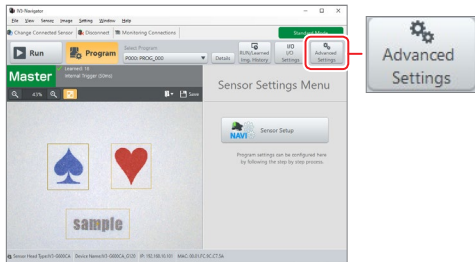 IV3-Navigator
File View Sensor Image Setting Window Help
Change Connected Sensor Disconnect Monitoring Connections Standard Mode
Run Program Select Program P000: PROG_000 Details RUN/Learned Img. History I/O I/O Settings Advanced Settings
Advanced
Settings
Master Learned: 10
Internal Trigger (50ms)
45% Save
Sensor Settings Menu
NAVI Sensor Setup
Program settings can be configured here
by following the step by step process.
sample